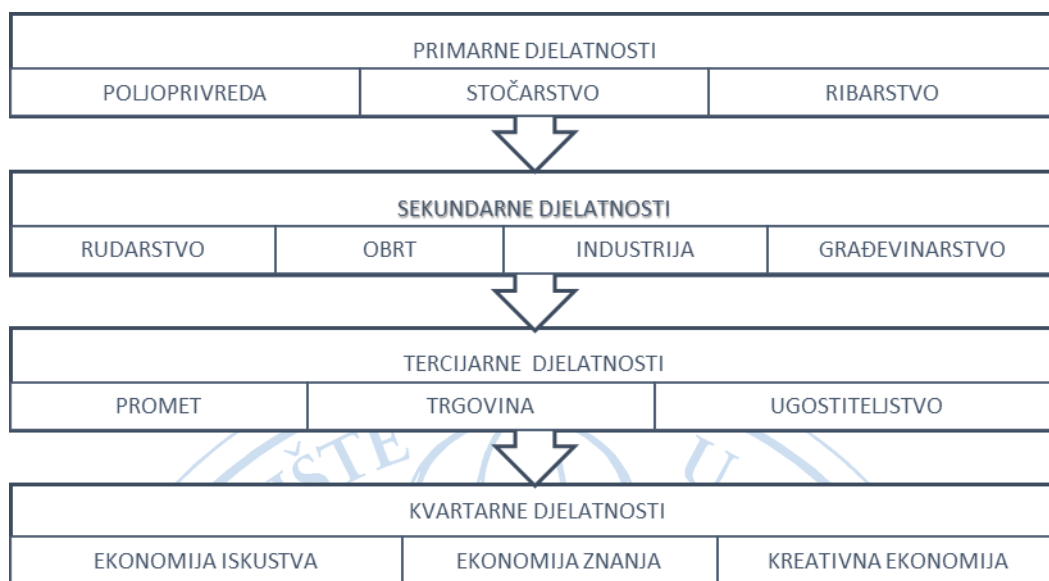 PRIMARNE DJELATNOSTI
POLJOPRIVREDA STOČARSTVO RIBARSTVO
SEKUNDARNE DJELATNOSTI
RUDARSTVO OBRT INDUSTRIJA GRAĐEVINARSTVO
TERCIJARNE DJELATNOSTI
PROMET TRGOVINA UGOSTITELJSTVO
IŠTE U
KVARTARNE DJELATNOSTI
EKONOMIJA ISKUSTVA EKONOMIJA ZNANJA KREATIVNA EKONOMIJA